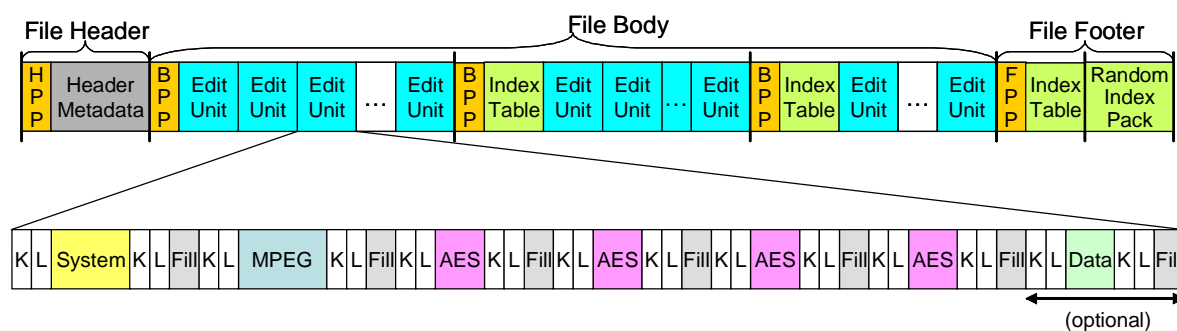 File Header File Body File Footer
H P P Header Metadata B P P Edit Unit Edit Unit Edit Unit ... Edit Unit B P P Index Table Edit Unit Edit Unit ... Edit Unit B P P Index Table Edit Unit ... Edit Unit F P P Index Table Random Index Pack
K L System K L Fill K L MPEG K L Fill K L AES K L Fill K L AES K L Fill K L AES K L Fill K L AES K L Fill K L Data K L Fil
(optional)